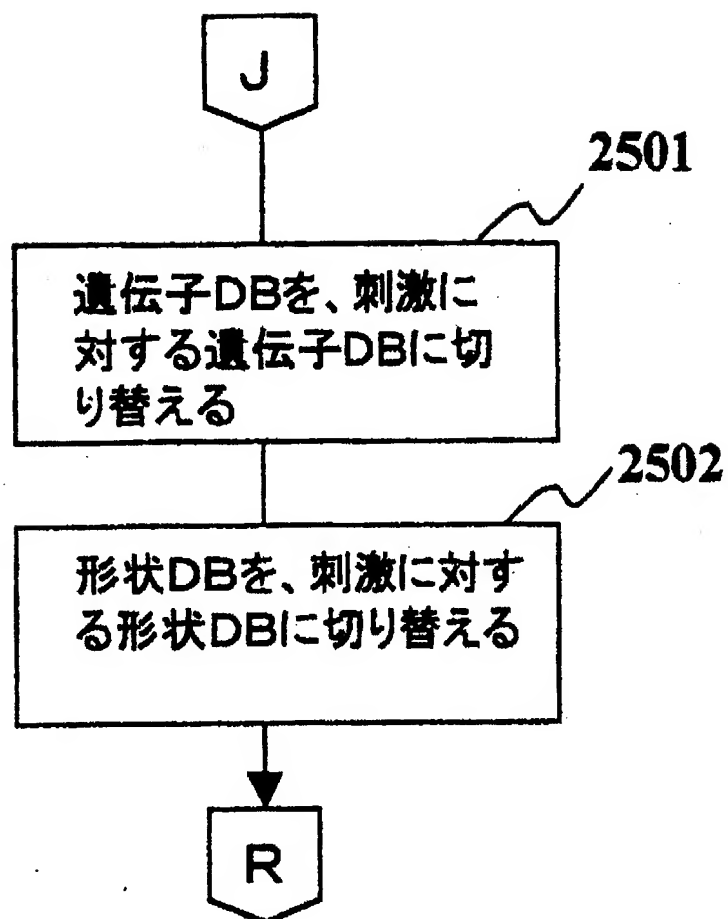 J
2501
遺伝子DBを、刺激に
対する遺伝子DBに切
り替える
2502
形状DBを、刺激に対す
る形状DBに切り替える
R